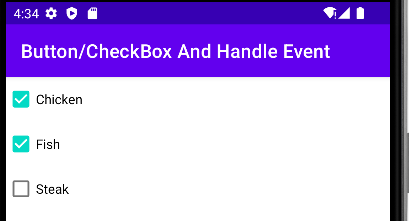 4:34
Button/CheckBox And Handle Event
Chicken
Fish
Steak